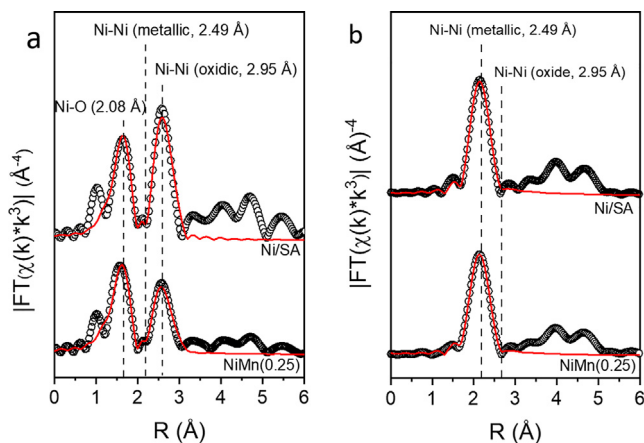 a
Ni-Ni (metallic, 2.49 Å)
Ni-Ni (oxidic, 2.95 Å)
Ni-O (2.08 Å)
Ni/SA
NiMn(0.25)
|FT(χ(k)*k³)| (Å⁻⁴)
0 1 2 3 4 5 6
R (Å)
b
Ni-Ni (metallic, 2.49 Å)
Ni-Ni (oxide, 2.95 Å)
Ni/SA
NiMn(0.25)
|FT(χ(k)*k³)| (Å)⁻⁴
0 1 2 3 4 5 6
R (Å)